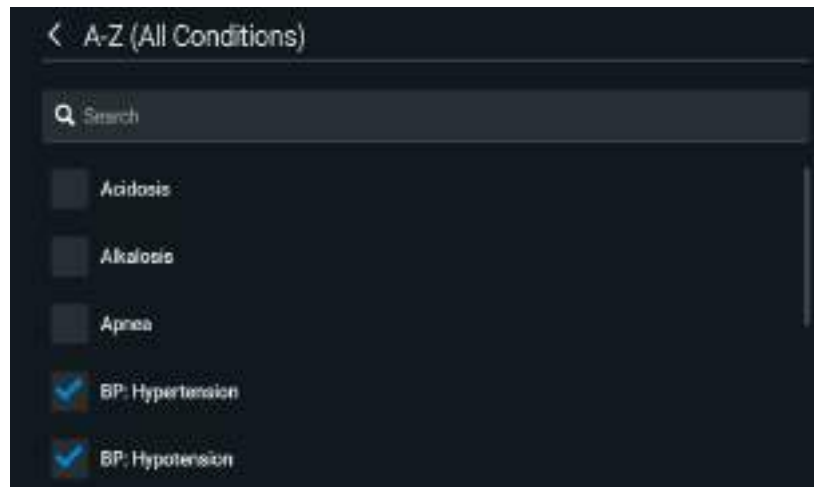 A-Z (All Conditions)
Search
Acidosis
Alkalosis
Apnea
BP: Hypertension
BP: Hypotension